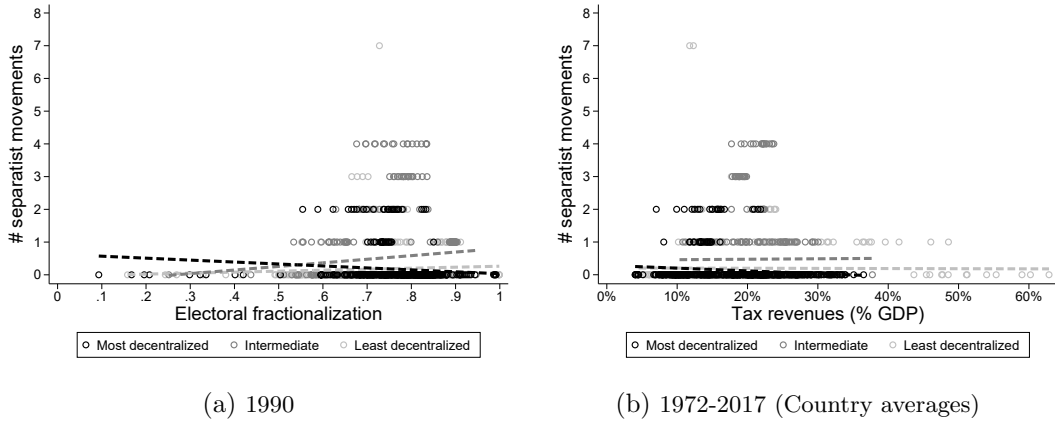 8
7
6
5
4
3
2
1
0
# separatist movements
0 .1 .2 .3 .4 .5 .6 .7 .8 .9 1
Electoral fractionalization
Most decentralized Intermediate Least decentralized
(a) 1990
8
7
6
5
4
3
2
1
0
# separatist movements
0% 10% 20% 30% 40% 50% 60%
Tax revenues (% GDP)
Most decentralized Intermediate Least decentralized
(b) 1972-2017 (Country averages)